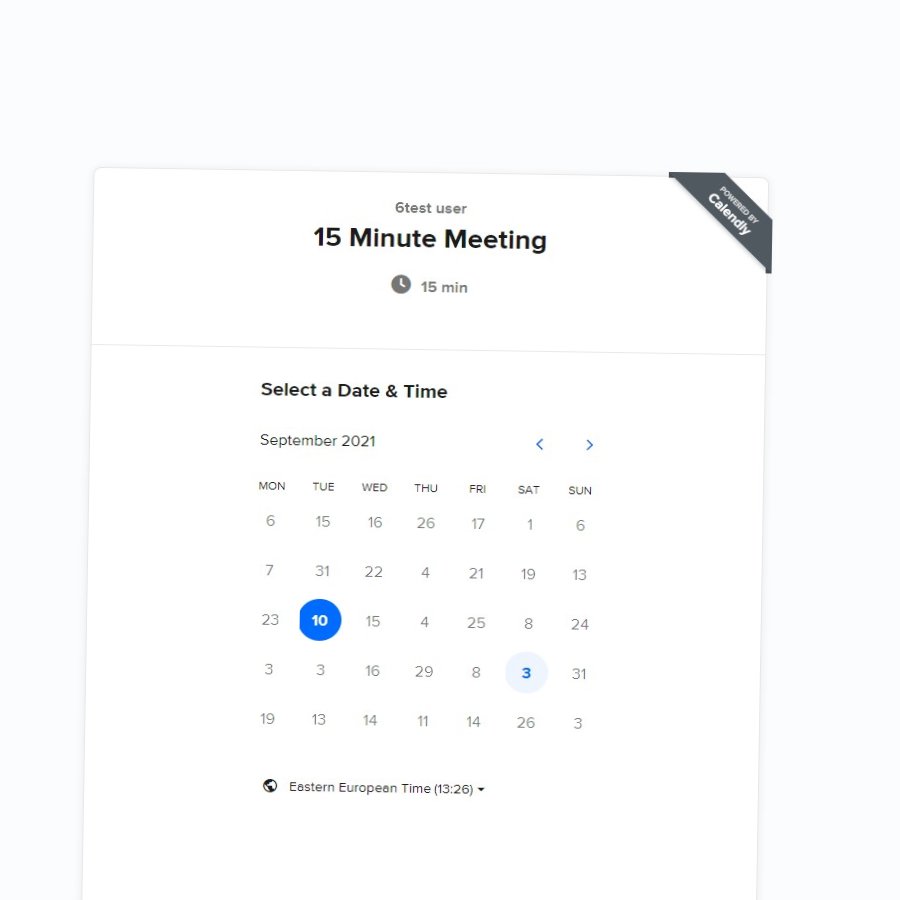 POWERED BY
Calendly
6test user
15 Minute Meeting
15 min
Select a Date & Time
September 2021
MON TUE WED THU FRI SAT SUN
6 15 16 26 17 1 6
7 31 22 4 21 19 13
23 10 15 4 25 8 24
3 3 16 29 8 3 31
19 13 14 11 14 26 3
Eastern European Time (13:26)